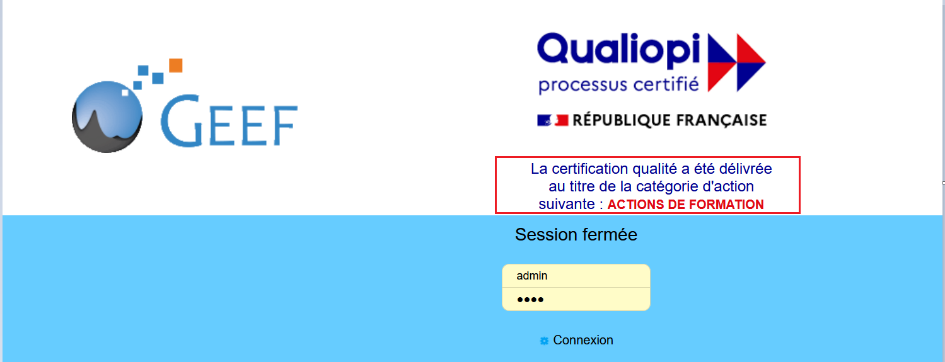 GEEF
Qualiopi
processus certifié
RÉPUBLIQUE FRANÇAISE
La certification qualité a été délivrée
au titre de la catégorie d'action
suivante : ACTIONS DE FORMATION
Session fermée
admin
••••
Connexion